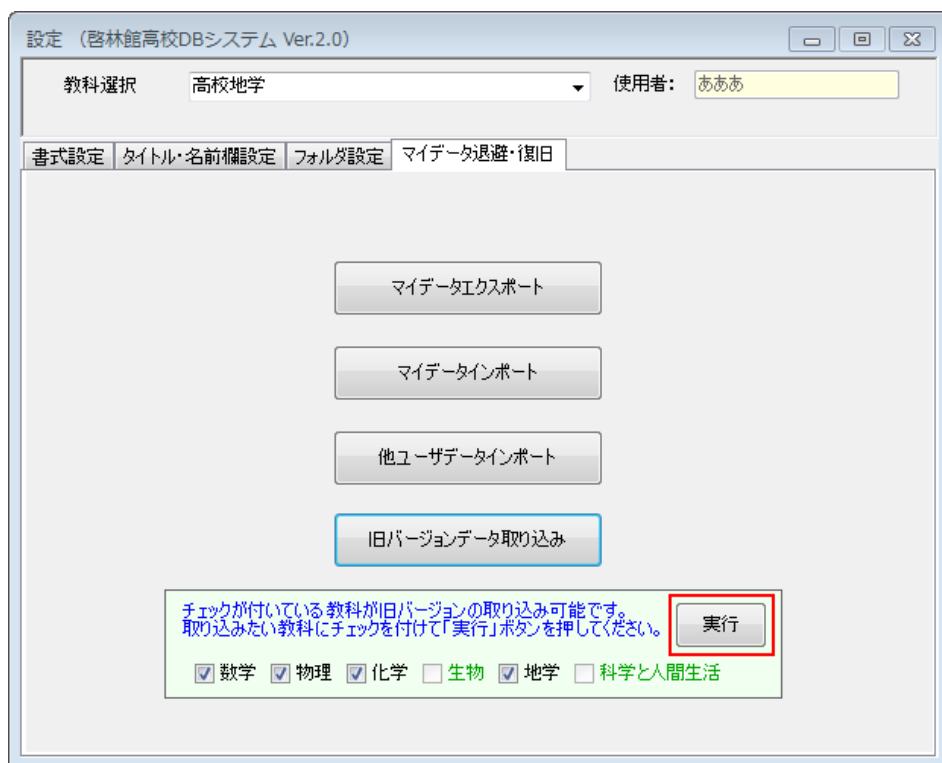 設定 （啓林館高校DBシステム Ver.2.0）
教科選択 高校地学 使用者： あああ
書式設定 タイトル・名前欄設定 フォルダ設定 マイデータ退避・復旧
マイデータエクスポート
マイデータインポート
他ユーザデータインポート
旧バージョンデータ取り込み
チェックが付いている教科が旧バージョンの取り込み可能です。
取り込みたい教科にチェックを付けて「実行」ボタンを押してください。
実行
数学 物理 化学 生物 地学 科学と人間生活